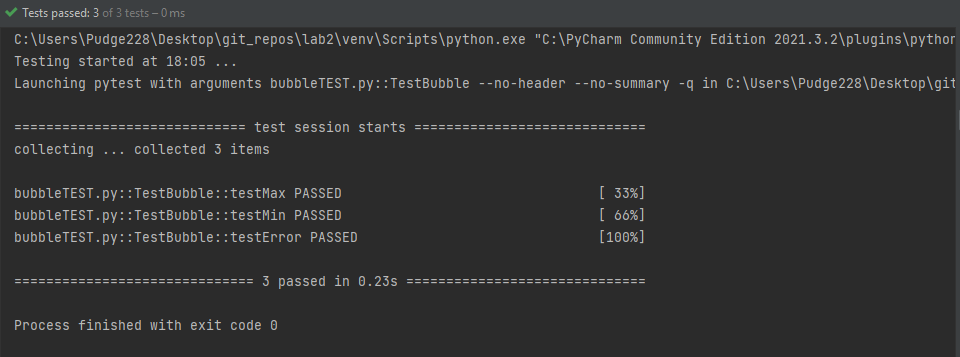 Tests passed: 3 of 3 tests – 0 ms
C:\Users\Pudge228\Desktop\git_repos\lab2\venv\Scripts\python.exe "C:\PyCharm Community Edition 2021.3.2\plugins\python
Testing started at 18:05 ...
Launching pytest with arguments bubbleTEST.py::TestBubble --no-header --no-summary -q in C:\Users\Pudge228\Desktop\git
============================= test session starts =============================
collecting ... collected 3 items
bubbleTEST.py::TestBubble::testMax PASSED [ 33%]
bubbleTEST.py::TestBubble::testMin PASSED [ 66%]
bubbleTEST.py::TestBubble::testError PASSED [100%]
============================== 3 passed in 0.23s ==============================
Process finished with exit code 0